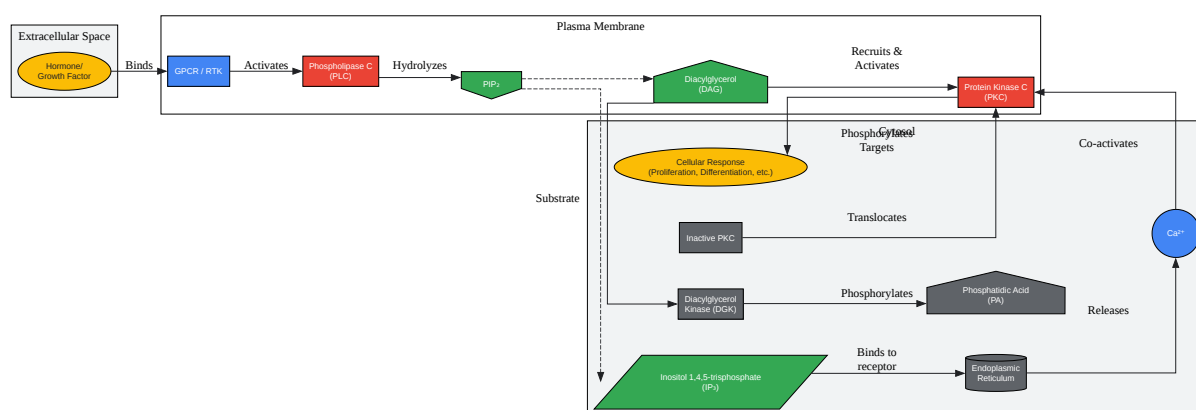 Plasma Membrane
Extracellular Space
Hormone/
Growth Factor
Binds
GPCR / RTK
Activates
Phospholipase C
(PLC)
Hydrolyzes
PIP₂
Diacylglycerol
(DAG)
Recruits &
Activates
Protein Kinase C
(PKC)
Cytosol
Phosphorylates
Targets
Co-activates
Cellular Response
(Proliferation, Differentiation, etc.)
Substrate
Translocates
Inactive PKC
Ca²⁺
Diacylglycerol
Kinase (DGK)
Phosphorylates
Phosphatidic Acid
(PA)
Releases
Inositol 1,4,5-trisphosphate
(IP₃)
Binds to
receptor
Endoplasmic
Reticulum